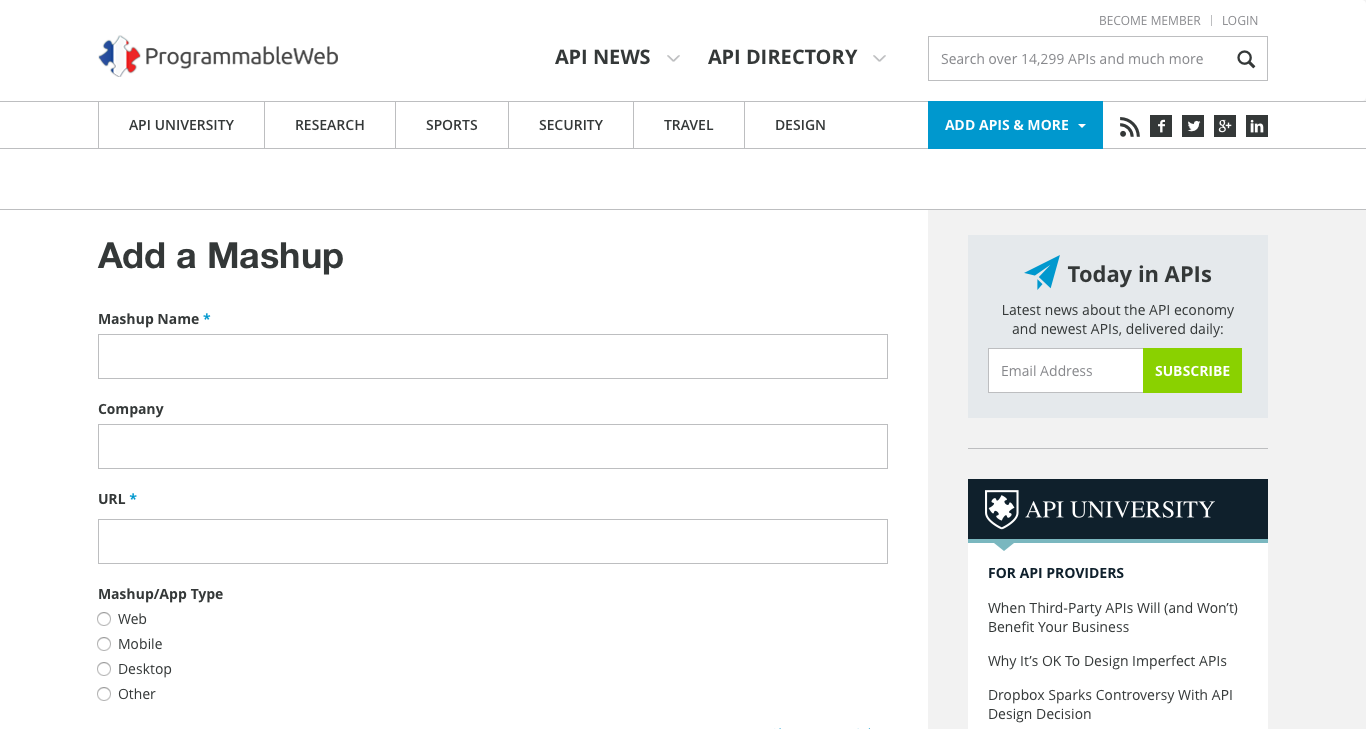 BECOME MEMBER LOGIN
ProgrammableWeb
API NEWS API DIRECTORY
Search over 14,299 APIs and much more
API UNIVERSITY RESEARCH SPORTS SECURITY TRAVEL DESIGN
ADD APIS & MORE
Add a Mashup
Mashup Name *
Company
URL *
Mashup/App Type
Web
Mobile
Desktop
Other
Today in APIs
Latest news about the API economy
and newest APIs, delivered daily:
Email Address SUBSCRIBE
API UNIVERSITY
FOR API PROVIDERS
When Third-Party APIs Will (and Won’t)
Benefit Your Business
Why It’s OK To Design Imperfect APIs
Dropbox Sparks Controversy With API
Design Decision